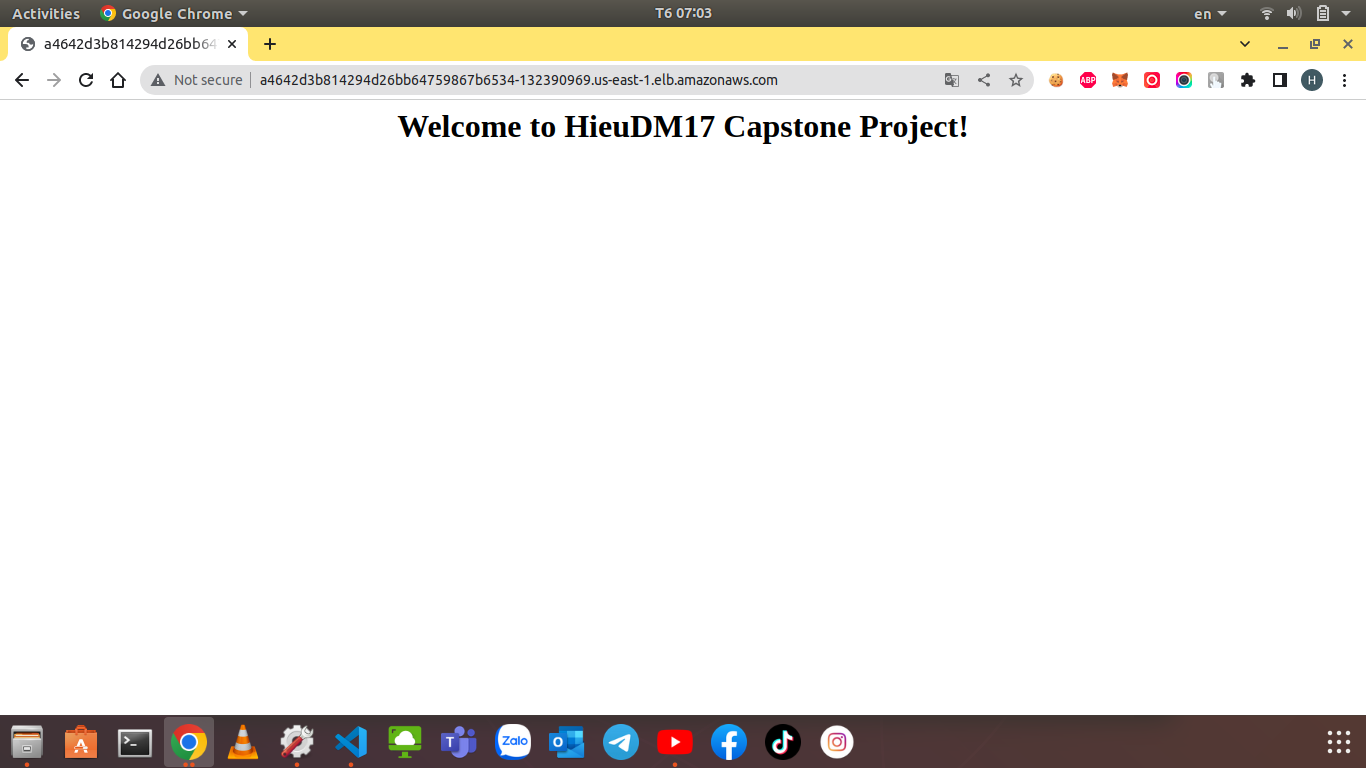 Activities Google Chrome T6 07:03 en
a4642d3b814294d26bb64
Not secure a4642d3b814294d26bb64759867b6534-132390969.us-east-1.elb.amazonaws.com ABP H
Welcome to HieuDM17 Capstone Project!
Zalo